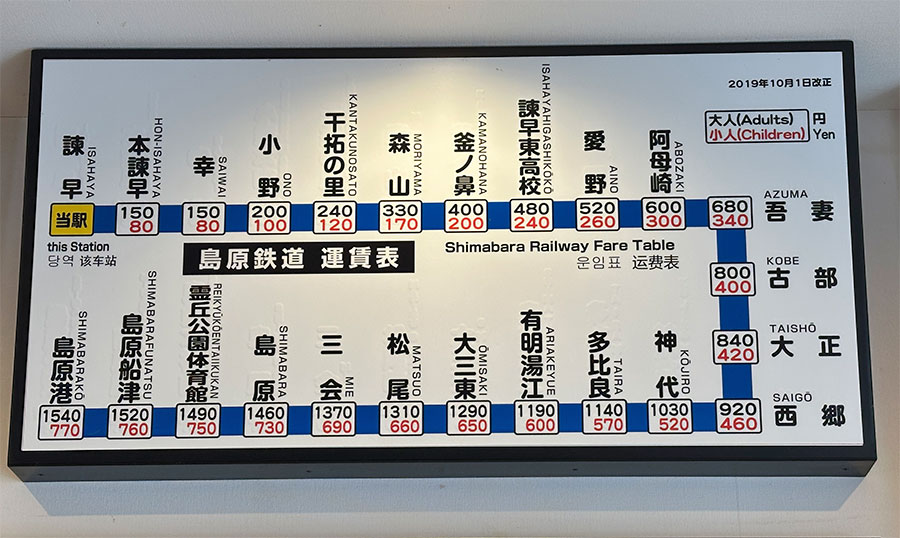 2019年10月1日改正
大人(Adults) 円
小人(Children) Yen
諫早 ISAHAYA
当駅
this Station
당역 该车站
本諫早 HON-ISAHAYA
150
80
幸 SAIWAI
150
80
小野 ONO
200
100
干拓の里 KANTAKUNOSATO
240
120
森山 MORIYAMA
330
170
釜ノ鼻 KAMANOHANA
400
200
諫早東高校 ISAHAYAHIGASHIKŌKŌ
480
240
愛野 AINO
520
260
阿母崎 ABOZAKI
600
300
AZUMA
吾妻
680
340
島原鉄道 運賃表
Shimabara Railway Fare Table
운임표 运费表
KOBE
古部
800
400
TAISHŌ
大正
840
420
SAIGŌ
西郷
920
460
神代 KŌJIRO
1030
520
多比良 TAIRA
1140
570
有明湯江 ARIAKEYUE
1190
600
大三東 ŌMISAKI
1290
650
松尾 MATSUO
1310
660
三会 MIE
1370
690
島原 SHIMABARA
1460
730
霊丘公園体育館 REIKYŪKŌENTAIIKUKAN
1490
750
島原船津 SHIMABARAFUNATSU
1520
760
島原港 SHIMABARAKŌ
1540
770